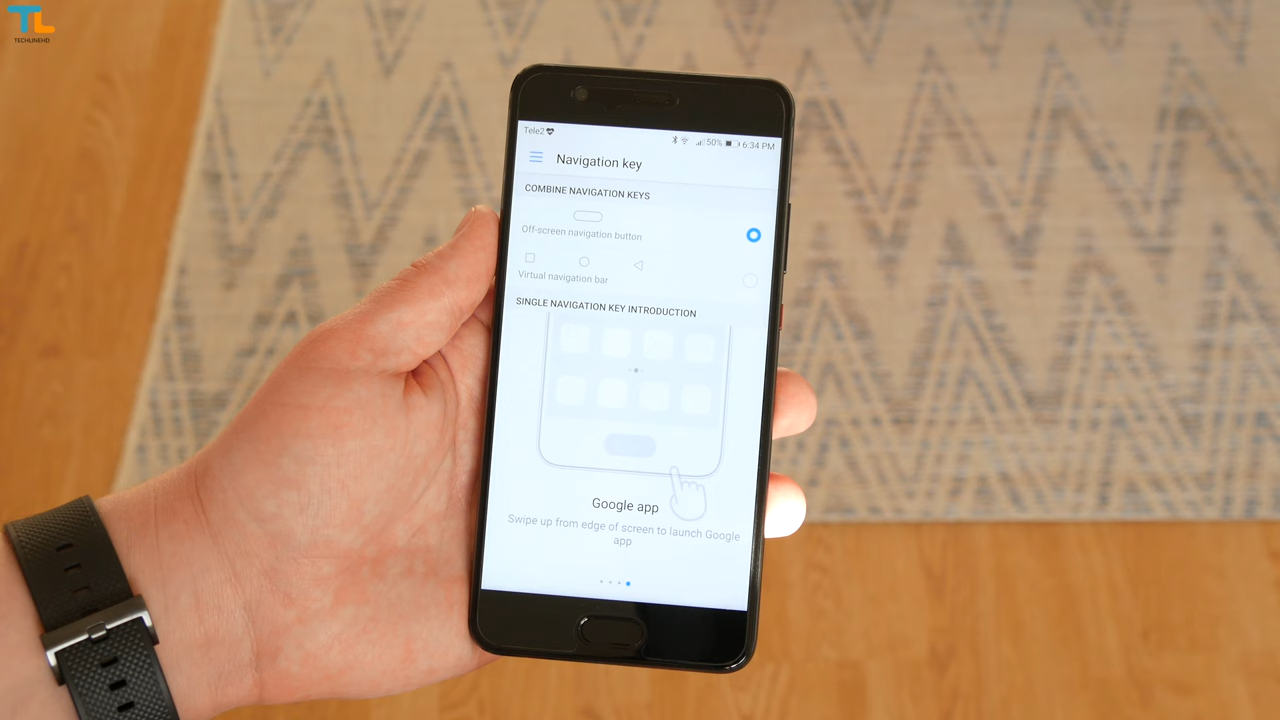 TL
TECHLINEHD
Tele2 50% 6:34 PM
Navigation key
COMBINE NAVIGATION KEYS
Off-screen navigation button
Virtual navigation bar
SINGLE NAVIGATION KEY INTRODUCTION
Google app
Swipe up from edge of screen to launch Google
app